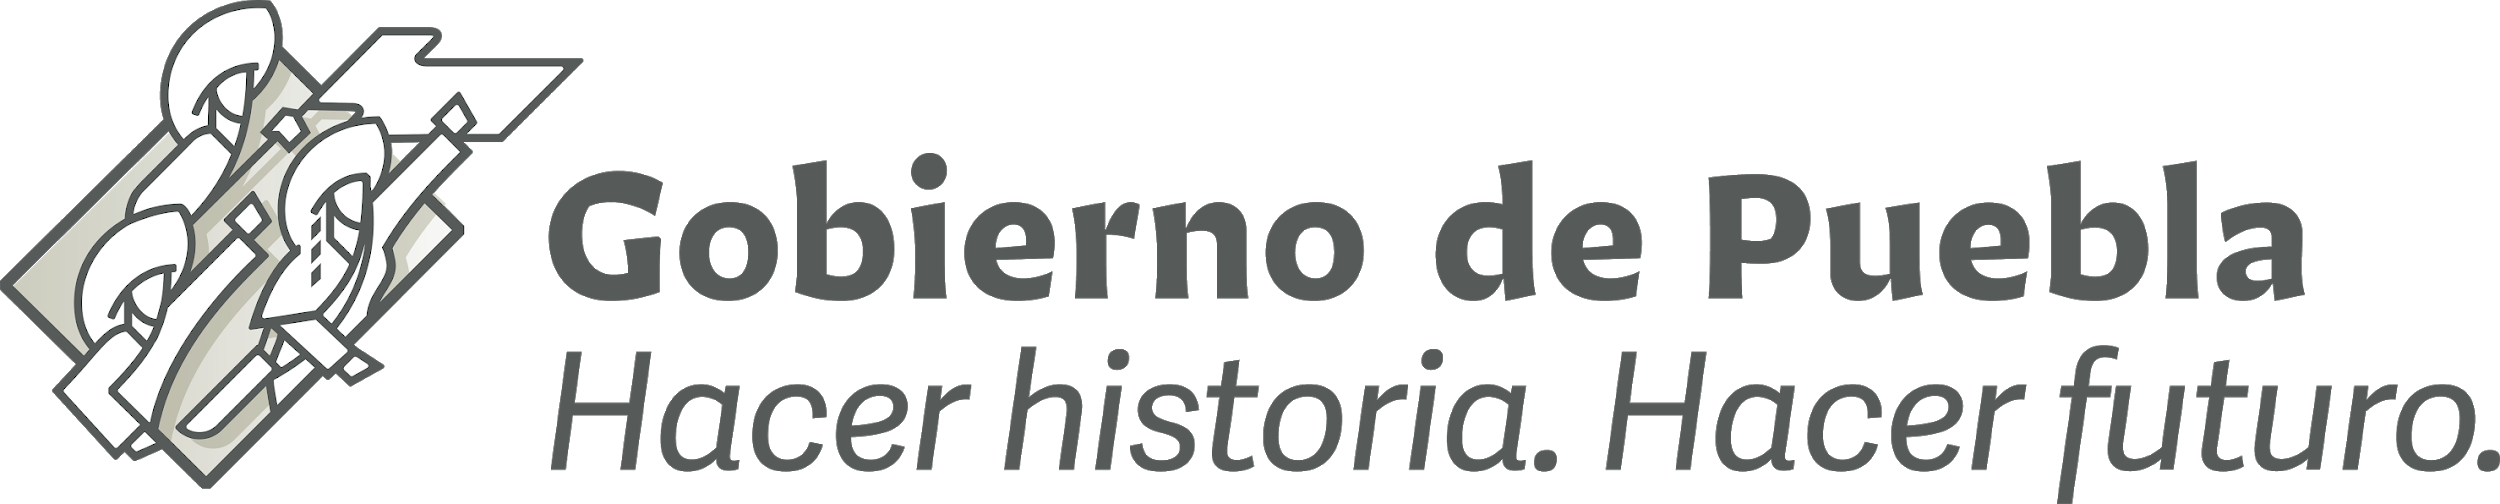 Gobierno de Puebla
Hacer historia. Hacer futuro.